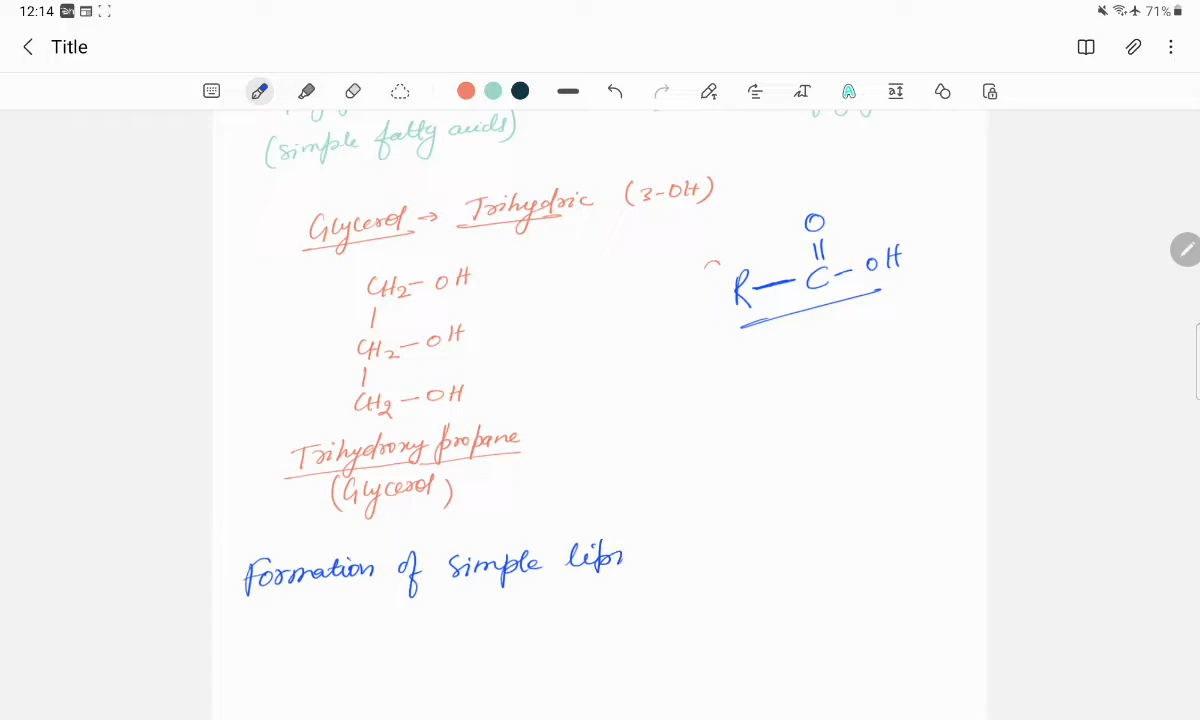 12:14
71%
Title
(simple fatty acids)
Glycerol → Trihydric (3-OH)
O
||
R—C–OH
CH2–OH
|
CH2–OH
|
CH2–OH
Trihydroxy propane
(Glycerol)
Formation of simple lip